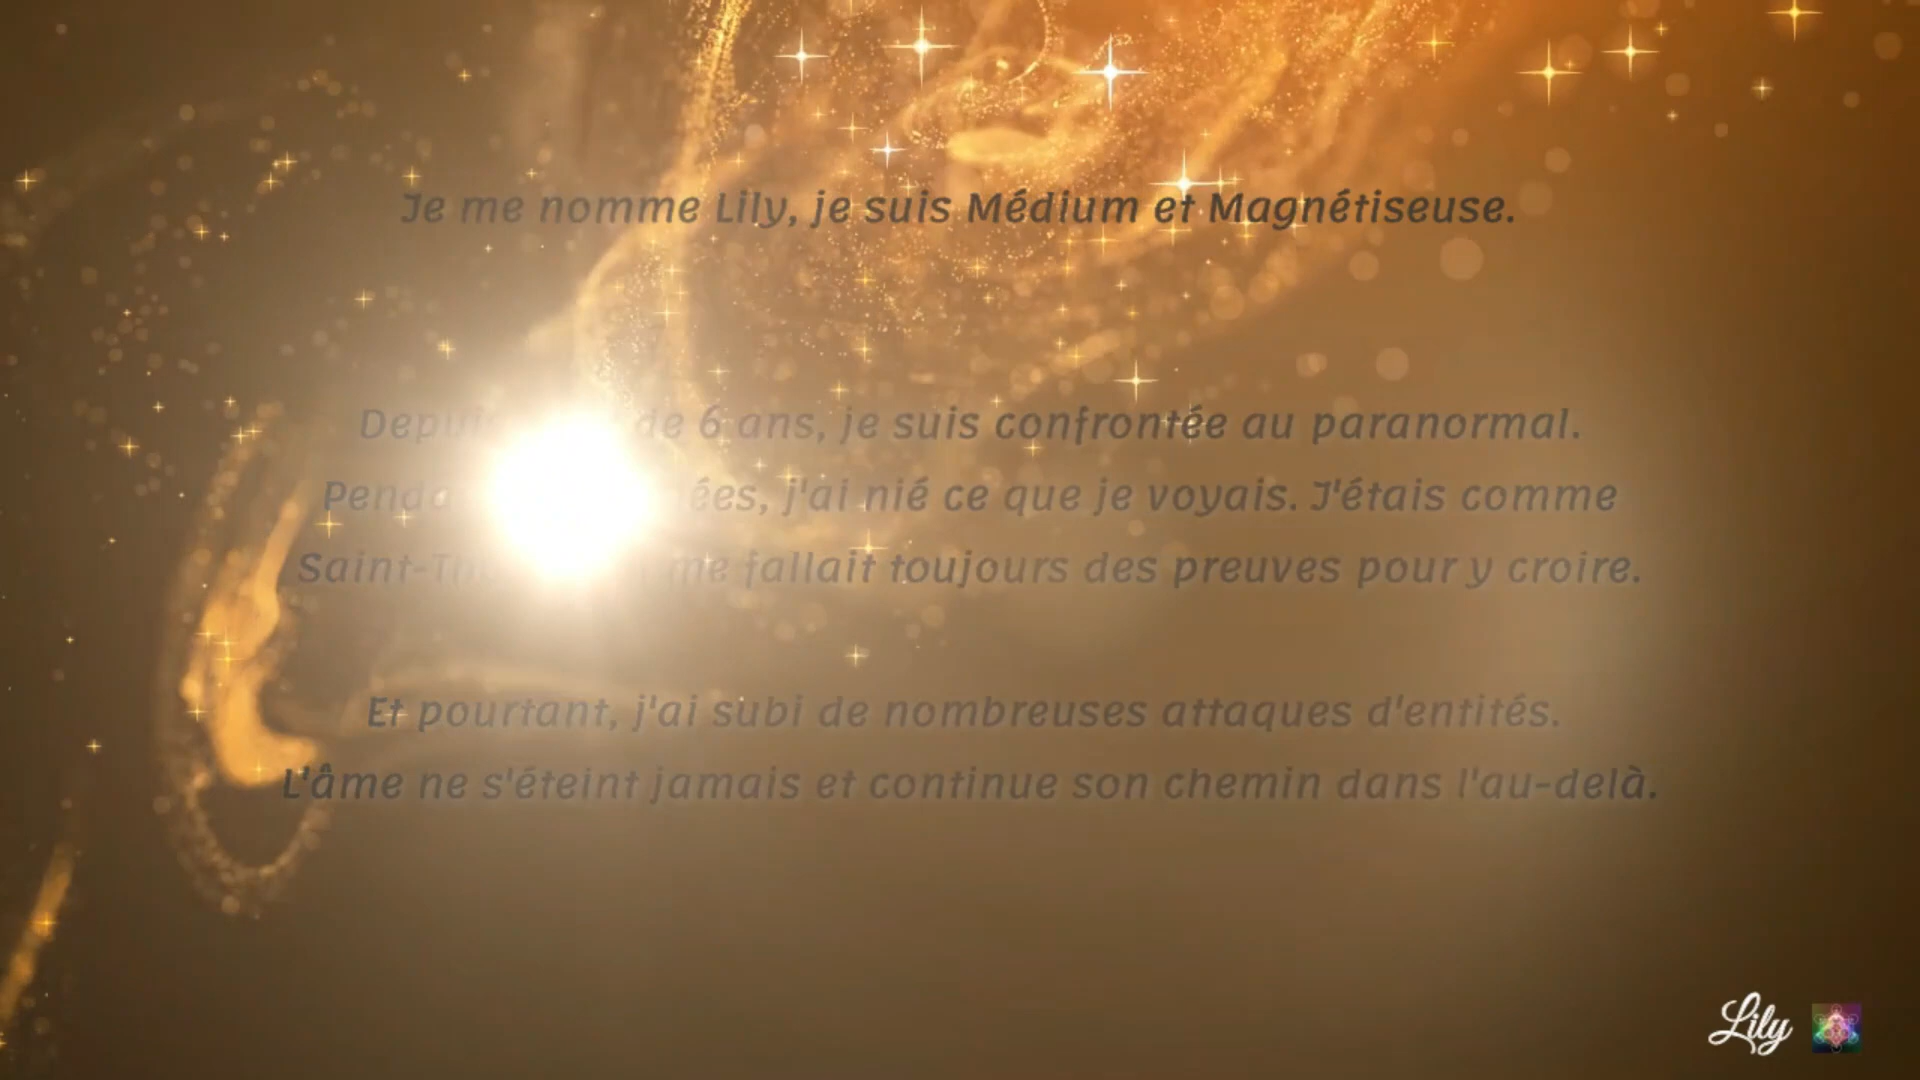 Je me nomme Lily, je suis Médium et Magnétiseuse.
de 6 ans, je suis confrontée au paranormal.
j'ai nié ce que je voyais. J'étais comme
me fallait toujours des preuves pour y croire.
Et pourtant, j'ai subi de nombreuses attaques d'entités.
L'âme ne s'éteint jamais et continue son chemin dans l'au-delà.
Lily